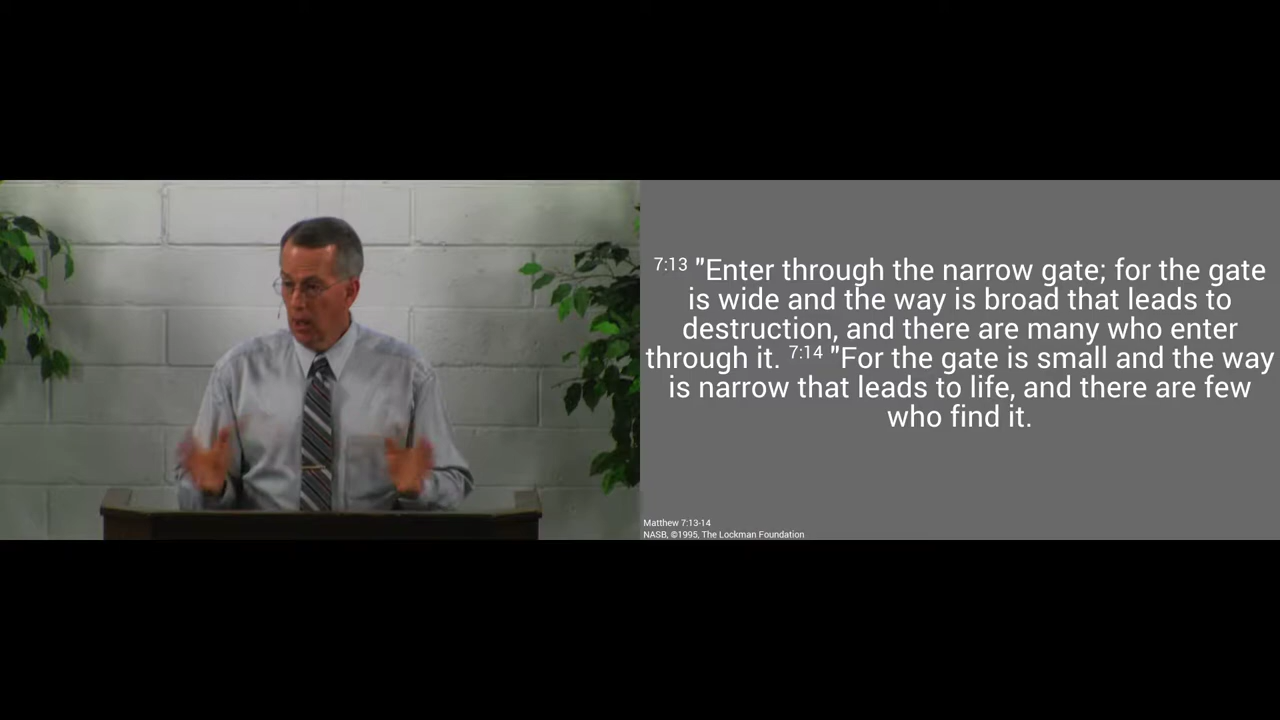 7:13 "Enter through the narrow gate; for the gate
is wide and the way is broad that leads to
destruction, and there are many who enter
through it. 7:14 "For the gate is small and the way
is narrow that leads to life, and there are few
who find it.
Matthew 7:13-14
NASB, ©1995, The Lockman Foundation